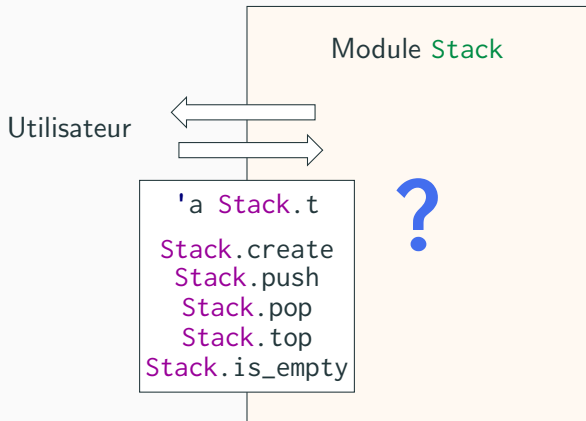 Module Stack
Utilisateur
?
'a Stack.t
Stack.create
Stack.push
Stack.pop
Stack.top
Stack.is_empty